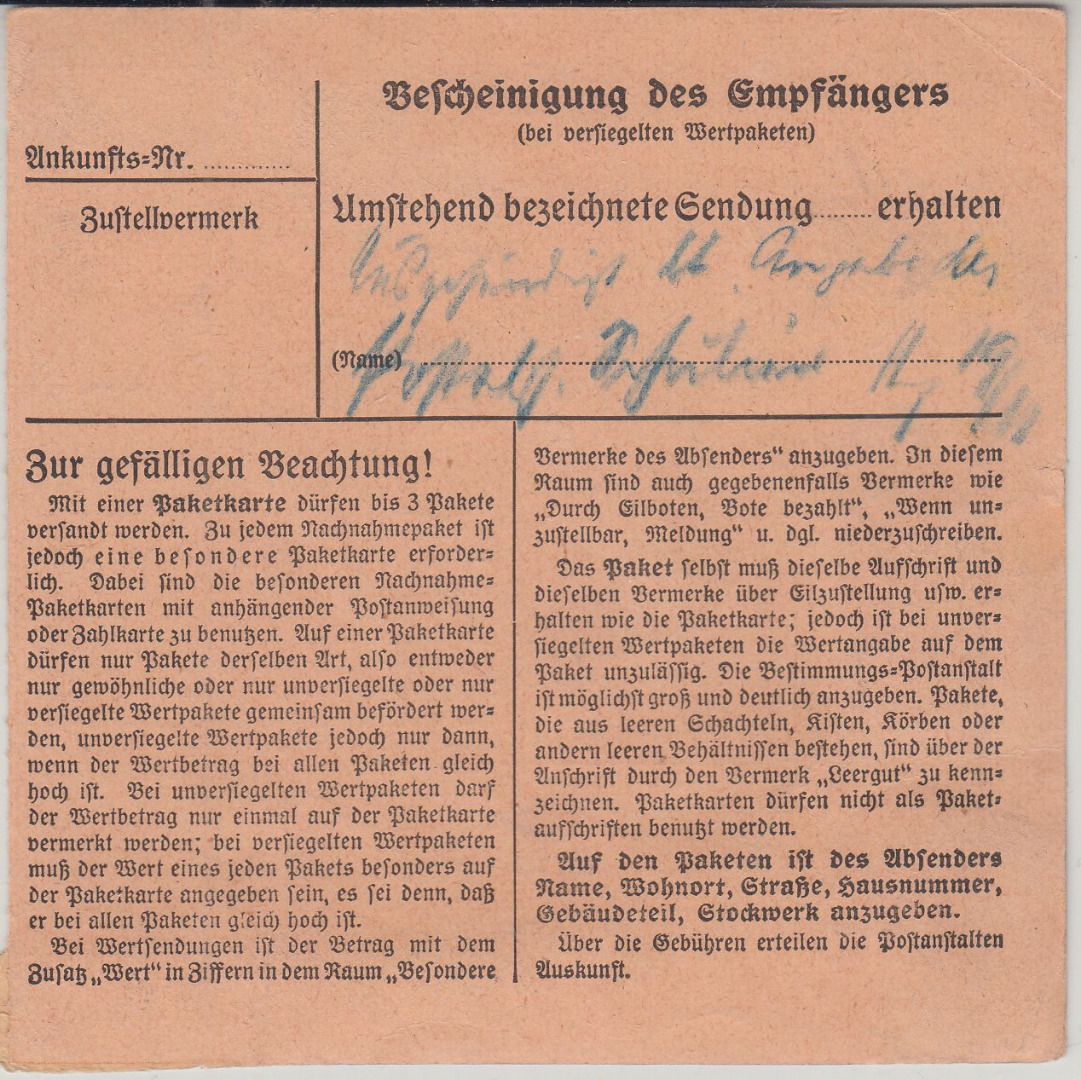 Ankunfts=Nr. ............
Zustellvermerk
Bescheinigung des Empfängers
(bei versiegelten Wertpaketen)
Umstehend bezeichnete Sendung........ erhalten
Ausgehändigt lt. Angabe des
(Name)
Zur gefälligen Beachtung!
Mit einer Paketkarte dürfen bis 3 Pakete
versandt werden. Zu jedem Nachnahmepaket ist
jedoch eine besondere Paketkarte erforder=
lich. Dabei sind die besonderen Nachnahme=
Paketkarten mit anhängender Postanweisung
oder Zahlkarte zu benutzen. Auf einer Paketkarte
dürfen nur Pakete derselben Art, also entweder
nur gewöhnliche oder nur unversiegelte oder nur
versiegelte Wertpakete gemeinsam befördert wer=
den, unversiegelte Wertpakete jedoch nur dann,
wenn der Wertbetrag bei allen Paketen gleich
hoch ist. Bei unversiegelten Wertpaketen darf
der Wertbetrag nur einmal auf der Paketkarte
vermerkt werden; bei versiegelten Wertpaketen
muß der Wert eines jeden Pakets besonders auf
der Paketkarte angegeben sein, es sei denn, daß
er bei allen Paketen gleich hoch ist.
Bei Wertsendungen ist der Betrag mit dem
Zusatz „Wert" in Ziffern in dem Raum „Besondere
Vermerke des Absenders" anzugeben. In diesem
Raum sind auch gegebenenfalls Vermerke wie
„Durch Eilboten, Bote bezahlt", „Wenn un=
zustellbar, Meldung" u. dgl. niederzuschreiben.
Das Paket selbst muß dieselbe Aufschrift und
dieselben Vermerke über Eilzustellung usw. er=
halten wie die Paketkarte; jedoch ist bei unver=
siegelten Wertpaketen die Wertangabe auf dem
Paket unzulässig. Die Bestimmungs=Postanstalt
ist möglichst groß und deutlich anzugeben. Pakete,
die aus leeren Schachteln, Kisten, Körben oder
andern leeren Behältnissen bestehen, sind über der
Anschrift durch den Vermerk „Leergut" zu kenn=
zeichnen. Paketkarten dürfen nicht als Paket=
aufschriften benutzt werden.
Auf den Paketen ist des Absenders
Name, Wohnort, Straße, Hausnummer,
Gebäudeteil, Stockwerk anzugeben.
Über die Gebühren erteilen die Postanstalten
Auskunft.